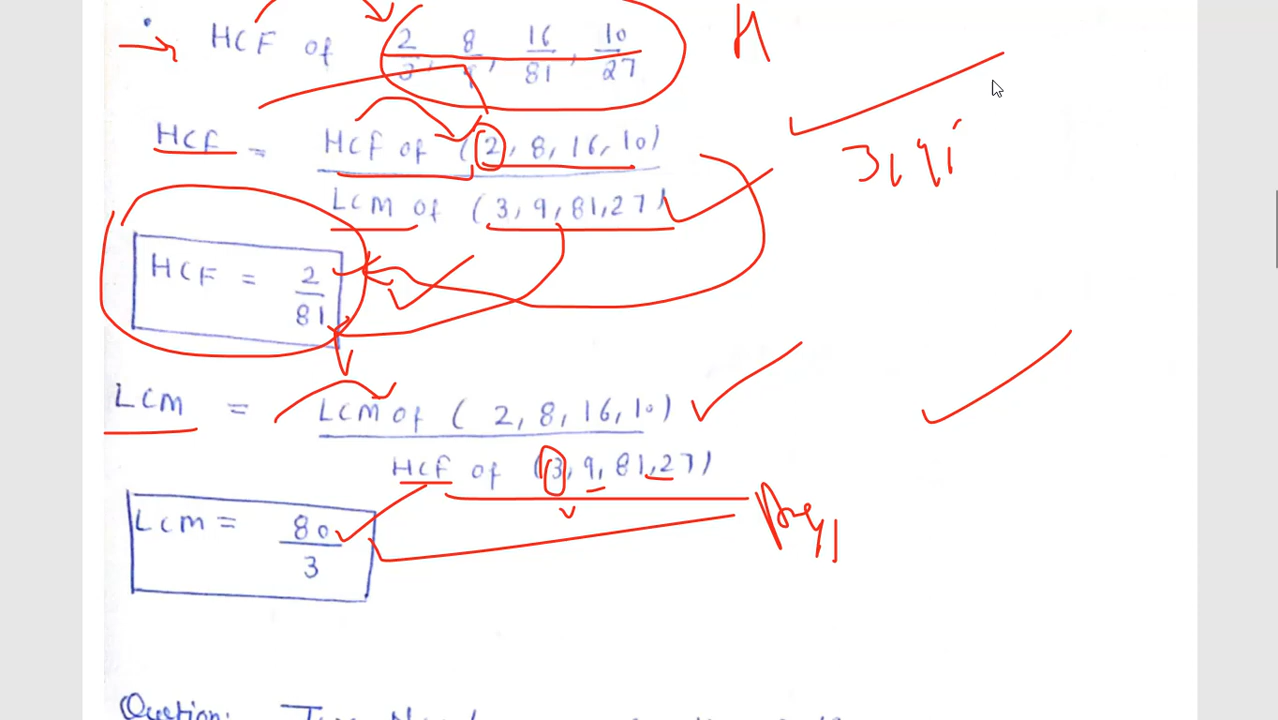 ∴ HCF of 2/3, 8/9, 16/81, 10/27
HCF = HCF of (2, 8, 16, 10) / LCM of (3, 9, 81, 27)
HCF = 2/81
LCM = LCM of (2, 8, 16, 10) / HCF of (3, 9, 81, 27)
LCM = 80/3
Question: Two